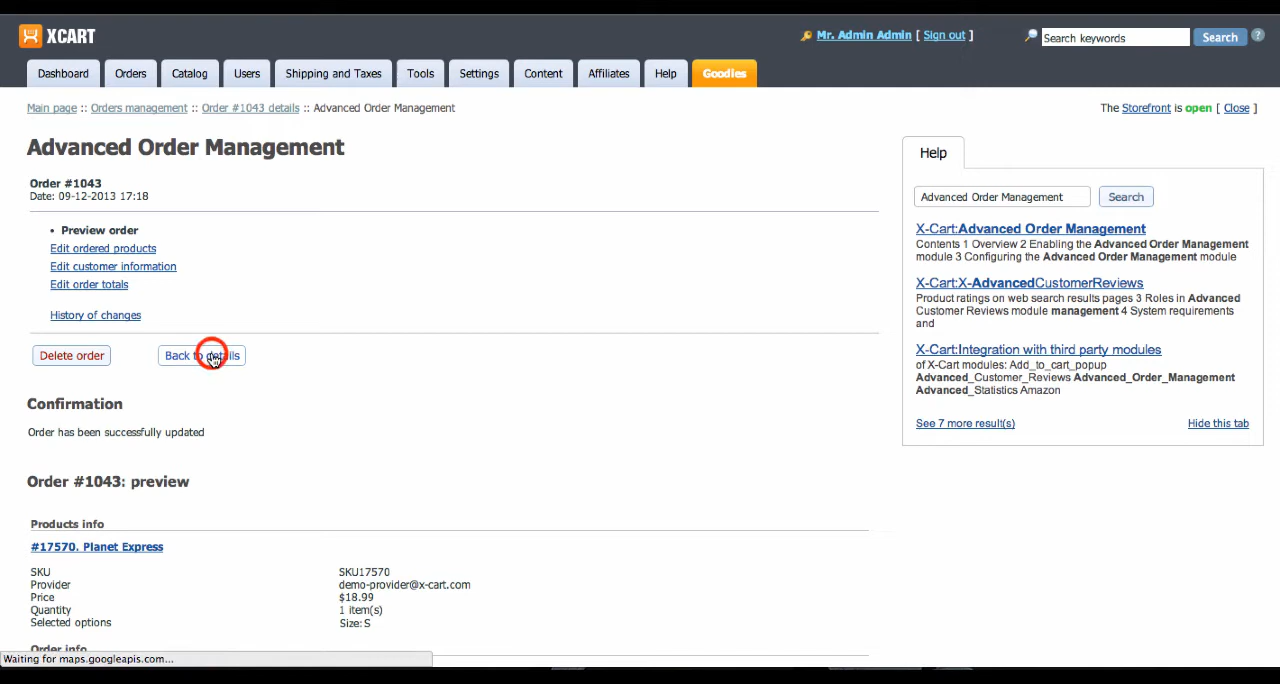 XCART
Mr. Admin Admin [ Sign out ]
Search keywords
Search
?
Dashboard
Orders
Catalog
Users
Shipping and Taxes
Tools
Settings
Content
Affiliates
Help
Goodies
Main page :: Orders management :: Order #1043 details :: Advanced Order Management
The Storefront is open [ Close ]
Advanced Order Management
Order #1043
Date: 09-12-2013 17:18
• Preview order
Edit ordered products
Edit customer information
Edit order totals
History of changes
Delete order
Back to details
Confirmation
Order has been successfully updated
Order #1043: preview
Products info
#17570. Planet Express
SKU SKU17570
Provider demo-provider@x-cart.com
Price $18.99
Quantity 1 item(s)
Selected options Size: S
Order info
Waiting for maps.googleapis.com...
Help
Advanced Order Management
Search
X-Cart:Advanced Order Management
Contents 1 Overview 2 Enabling the Advanced Order Management
module 3 Configuring the Advanced Order Management module
X-Cart:X-AdvancedCustomerReviews
Product ratings on web search results pages 3 Roles in Advanced
Customer Reviews module management 4 System requirements
and
X-Cart:Integration with third party modules
of X-Cart modules: Add_to_cart_popup
Advanced_Customer_Reviews Advanced_Order_Management
Advanced_Statistics Amazon
See 7 more result(s)
Hide this tab